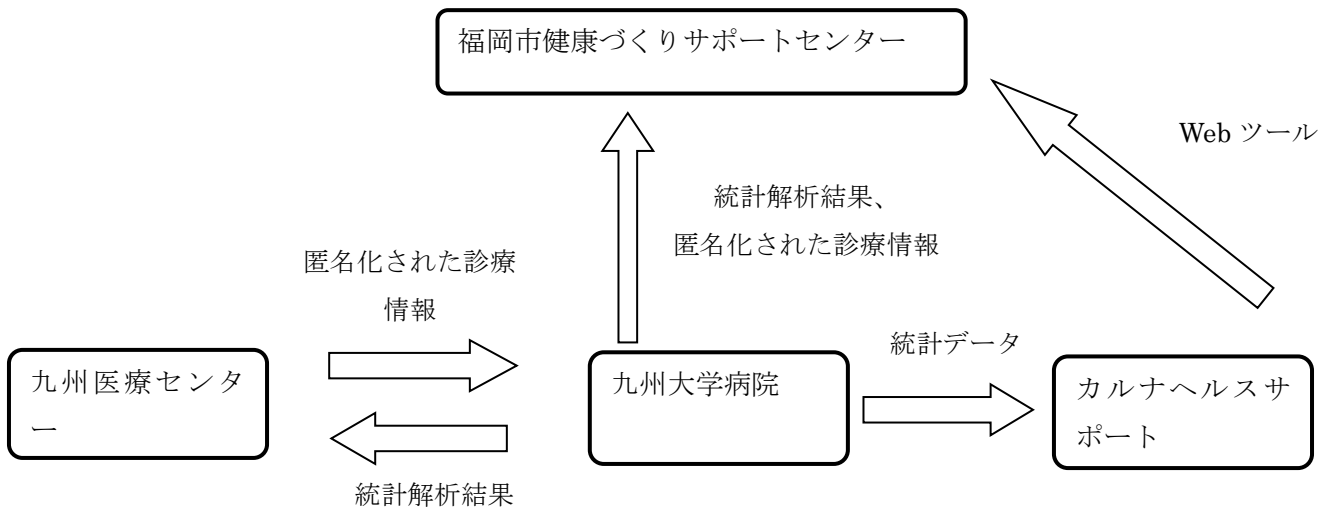 福岡市健康づくりサポートセンター
Web ツール
統計解析結果、
匿名化された診療情報
匿名化された診療
情報
統計データ
九州医療センタ
ー
九州大学病院
カルナヘルスサ
ポート
統計解析結果